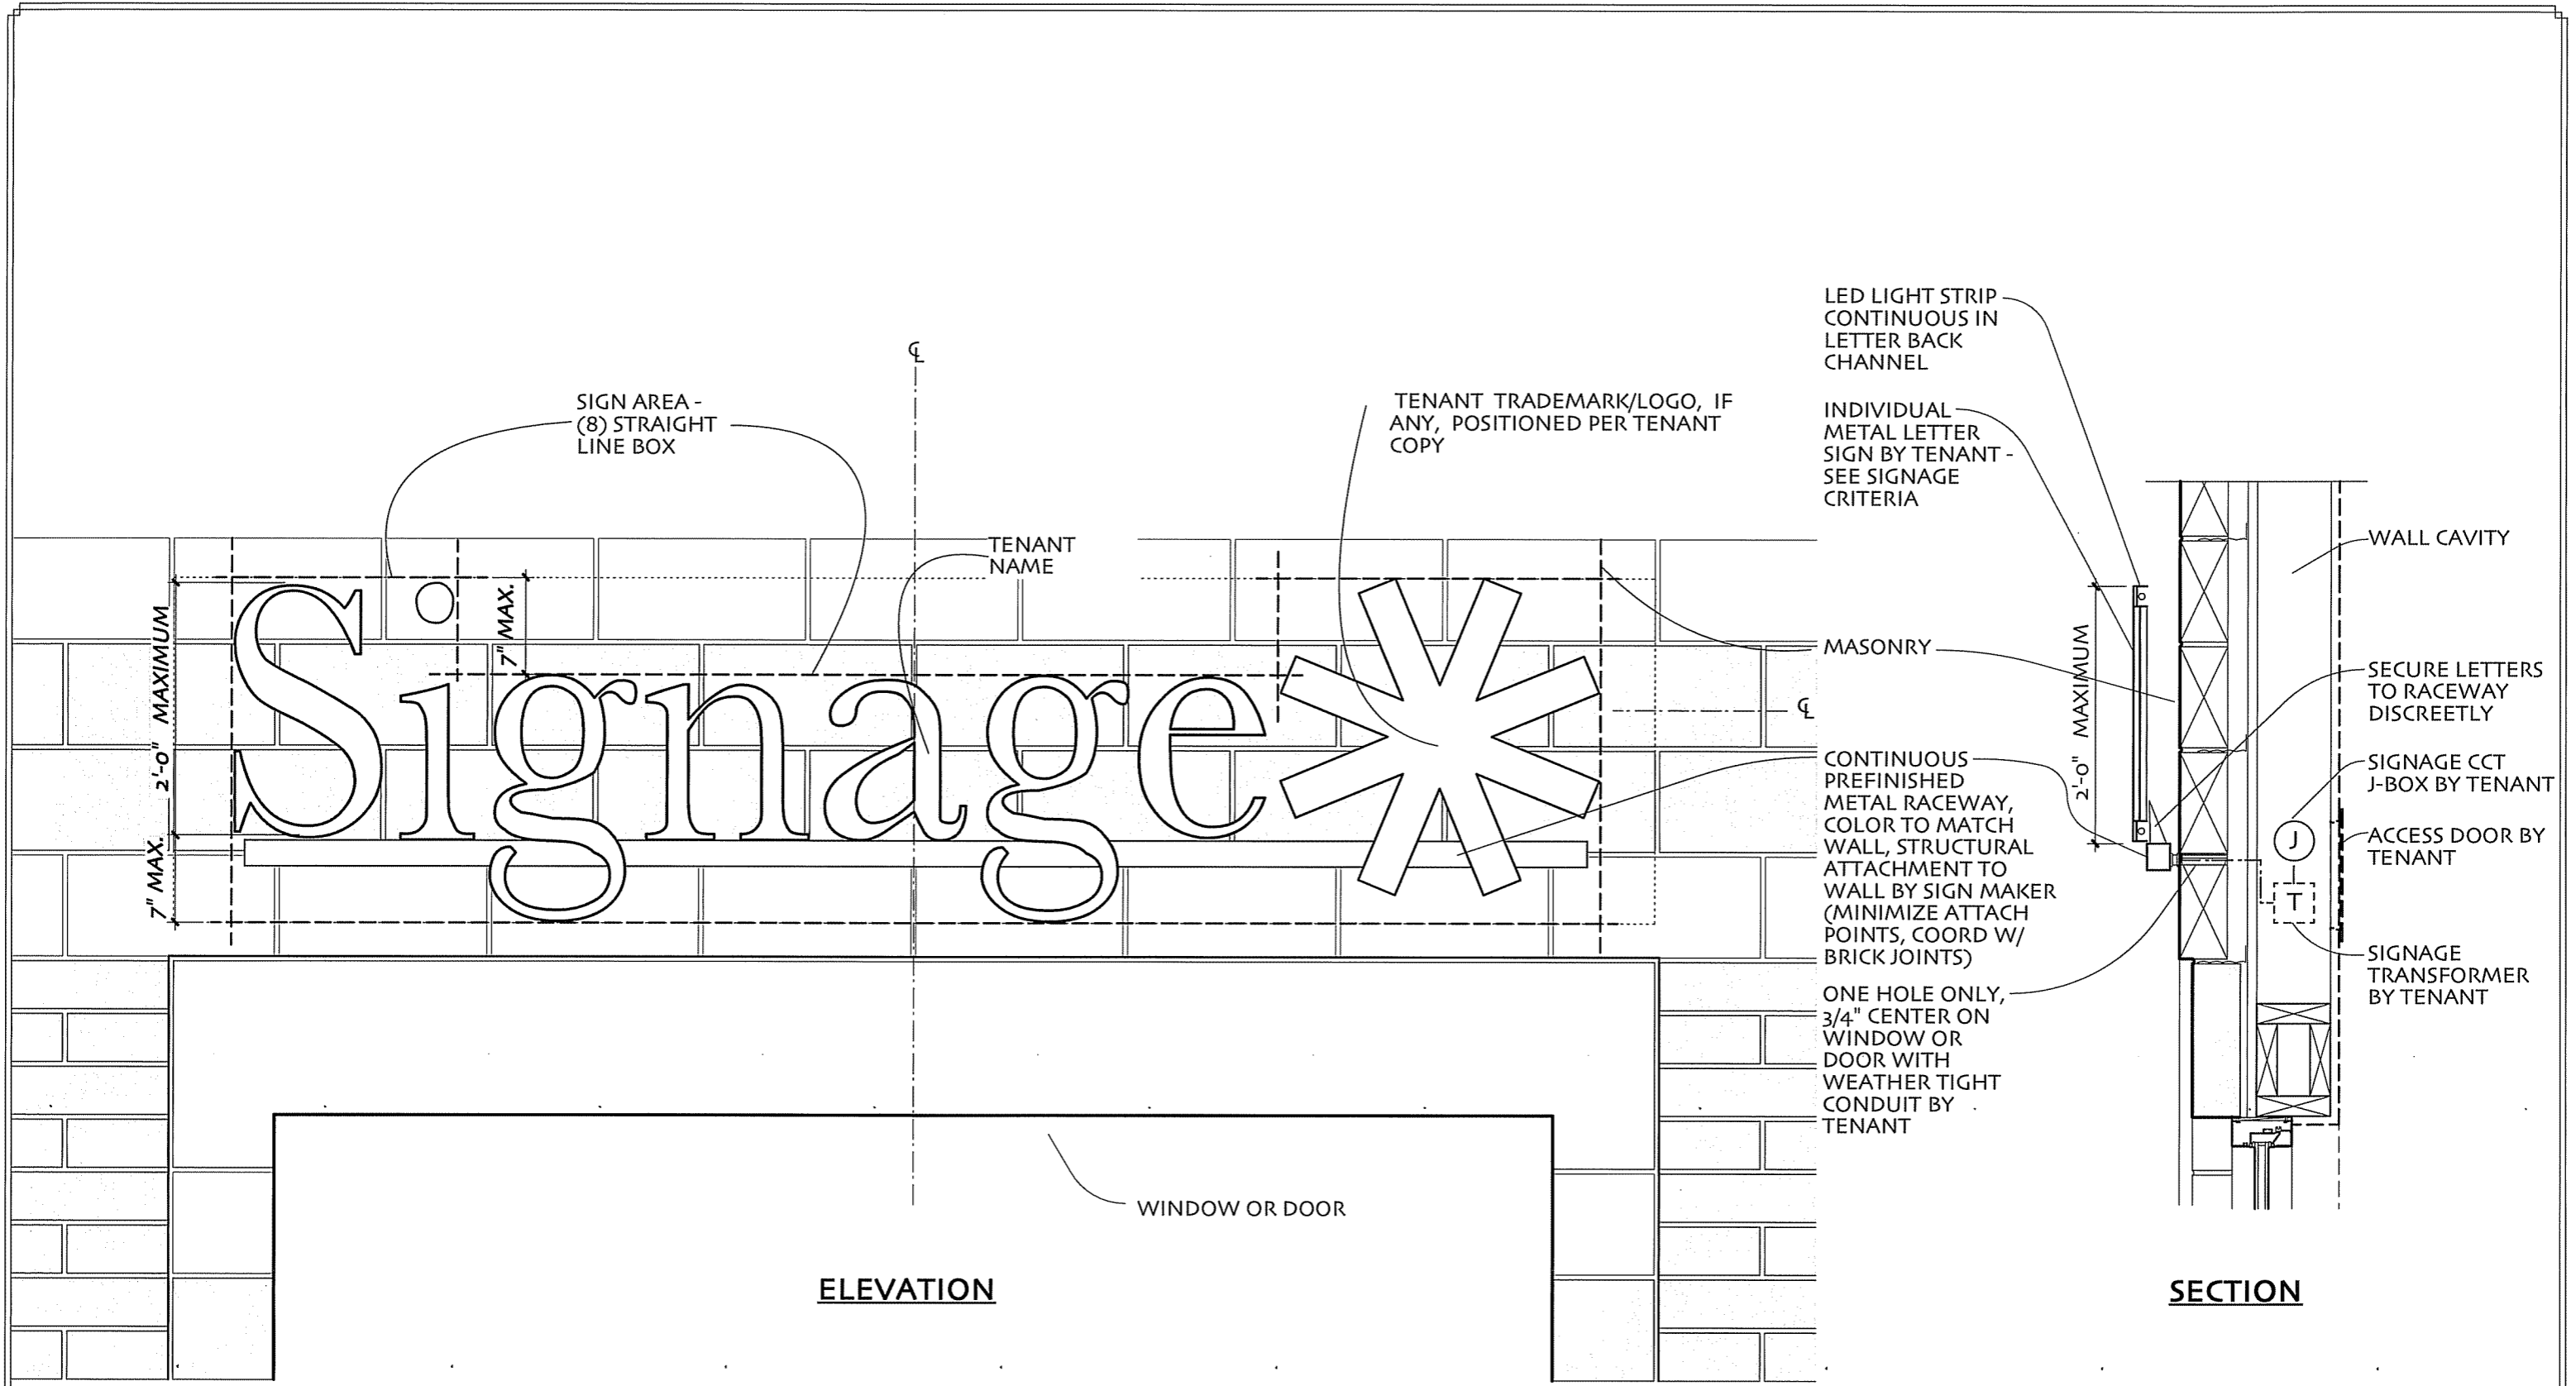 ℄
SIGN AREA -
(8) STRAIGHT
LINE BOX
TENANT TRADEMARK/LOGO, IF
ANY, POSITIONED PER TENANT
COPY
TENANT
NAME
2'-0" MAXIMUM
7" MAX.
7" MAX.
Signage
℄
WINDOW OR DOOR
ELEVATION
LED LIGHT STRIP
CONTINUOUS IN
LETTER BACK
CHANNEL
INDIVIDUAL
METAL LETTER
SIGN BY TENANT -
SEE SIGNAGE
CRITERIA
MASONRY
CONTINUOUS
PREFINISHED
METAL RACEWAY,
COLOR TO MATCH
WALL, STRUCTURAL
ATTACHMENT TO
WALL BY SIGN MAKER
(MINIMIZE ATTACH
POINTS, COORD W/
BRICK JOINTS)
ONE HOLE ONLY,
3/4" CENTER ON
WINDOW OR
DOOR WITH
WEATHER TIGHT
CONDUIT BY
TENANT
2'-0" MAXIMUM
WALL CAVITY
SECURE LETTERS
TO RACEWAY
DISCREETLY
SIGNAGE CCT
J-BOX BY TENANT
J
ACCESS DOOR BY
TENANT
T
SIGNAGE
TRANSFORMER
BY TENANT
SECTION